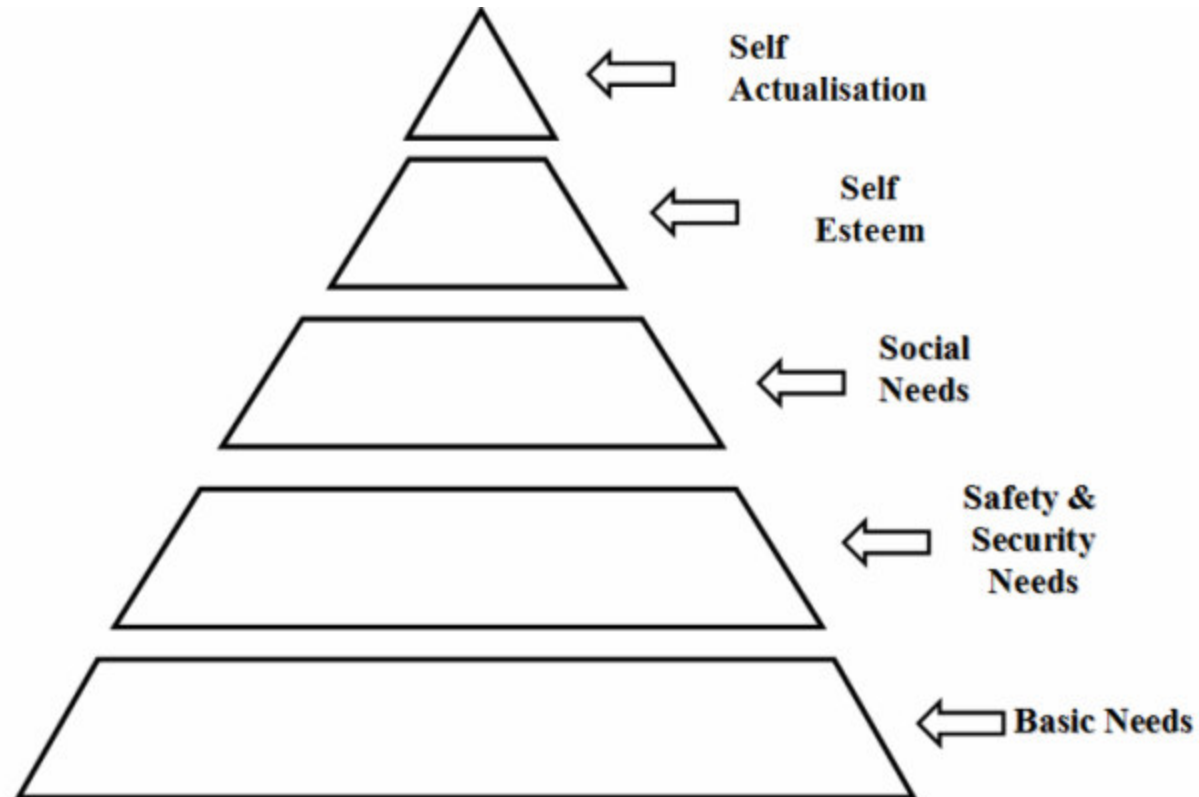 Self
Actualisation
Self
Esteem
Social
Needs
Safety &
Security
Needs
Basic Needs